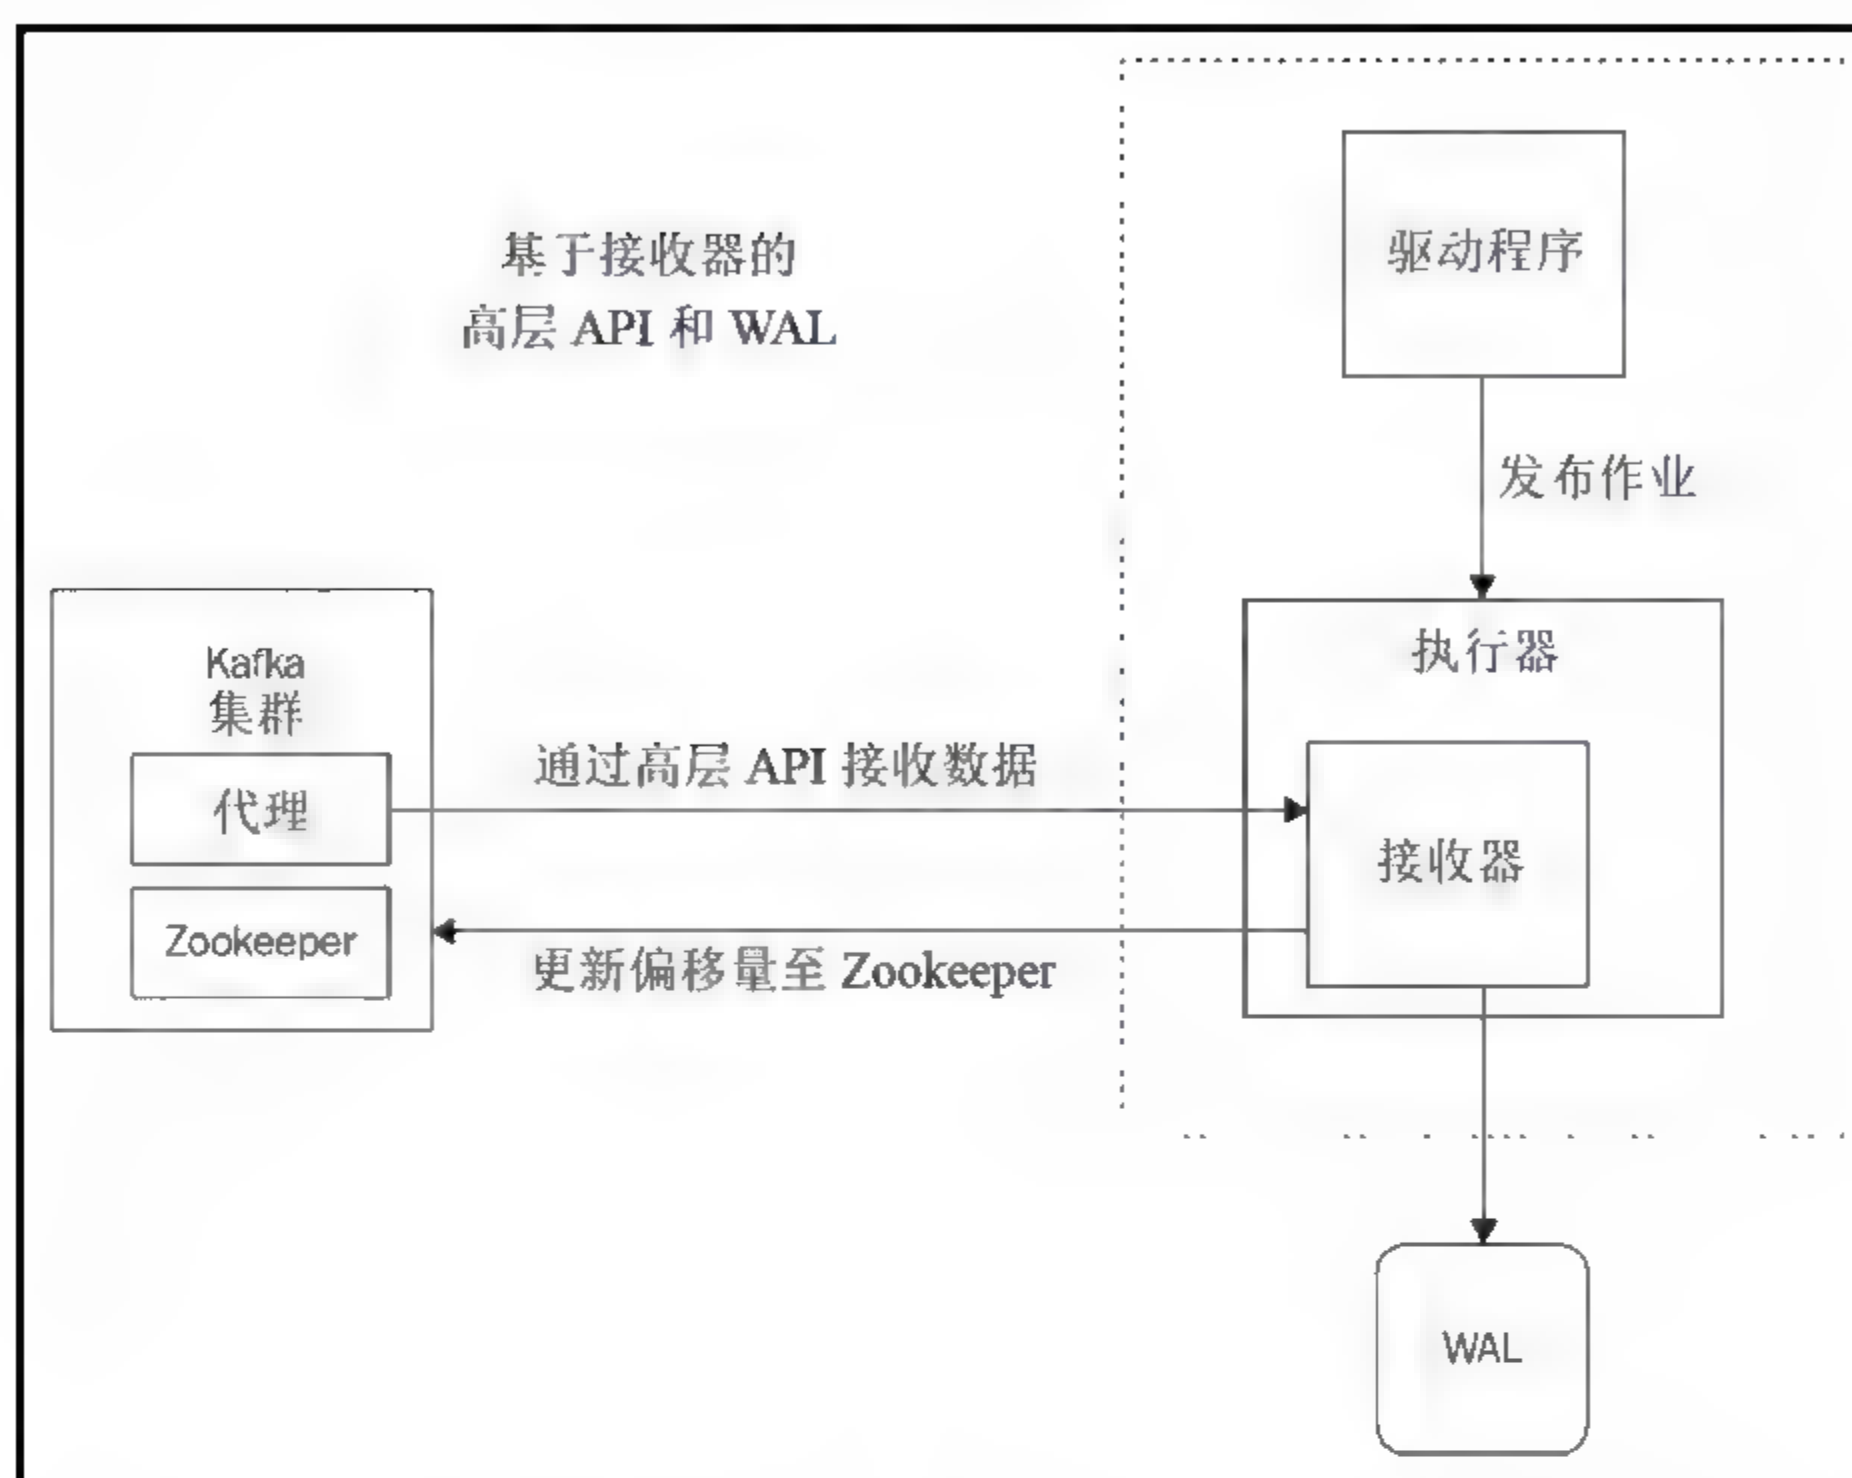 基于接收器的
高层 API 和 WAL
驱动程序
发布作业
执行器
Kafka
集群
通过高层 API 接收数据
代理
接收器
Zookeeper
更新偏移量至 Zookeeper
WAL